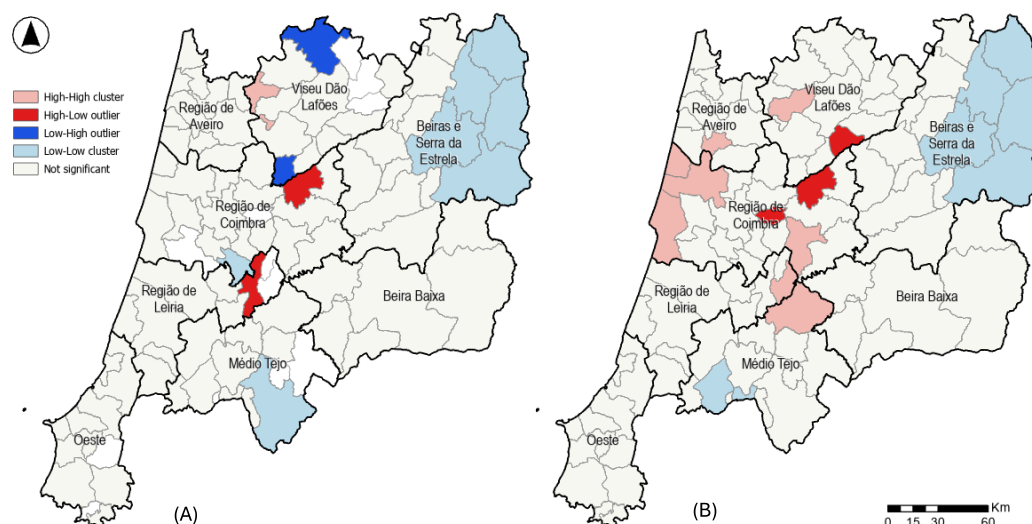 High-High cluster
High-Low outlier
Low-High outlier
Low-Low cluster
Not significant
Região de
Aveiro
Viseu Dão
Lafões
Beiras e
Serra da
Estrela
Região de
Coimbra
Região de
Leiria
Beira Baixa
Médio Tejo
Oeste
(A)
Região de
Aveiro
Viseu Dão
Lafões
Beiras e
Serra da
Estrela
Região de
Coimbra
Região de
Leiria
Beira Baixa
Médio Tejo
Oeste
(B)
Km
0 15 30 60